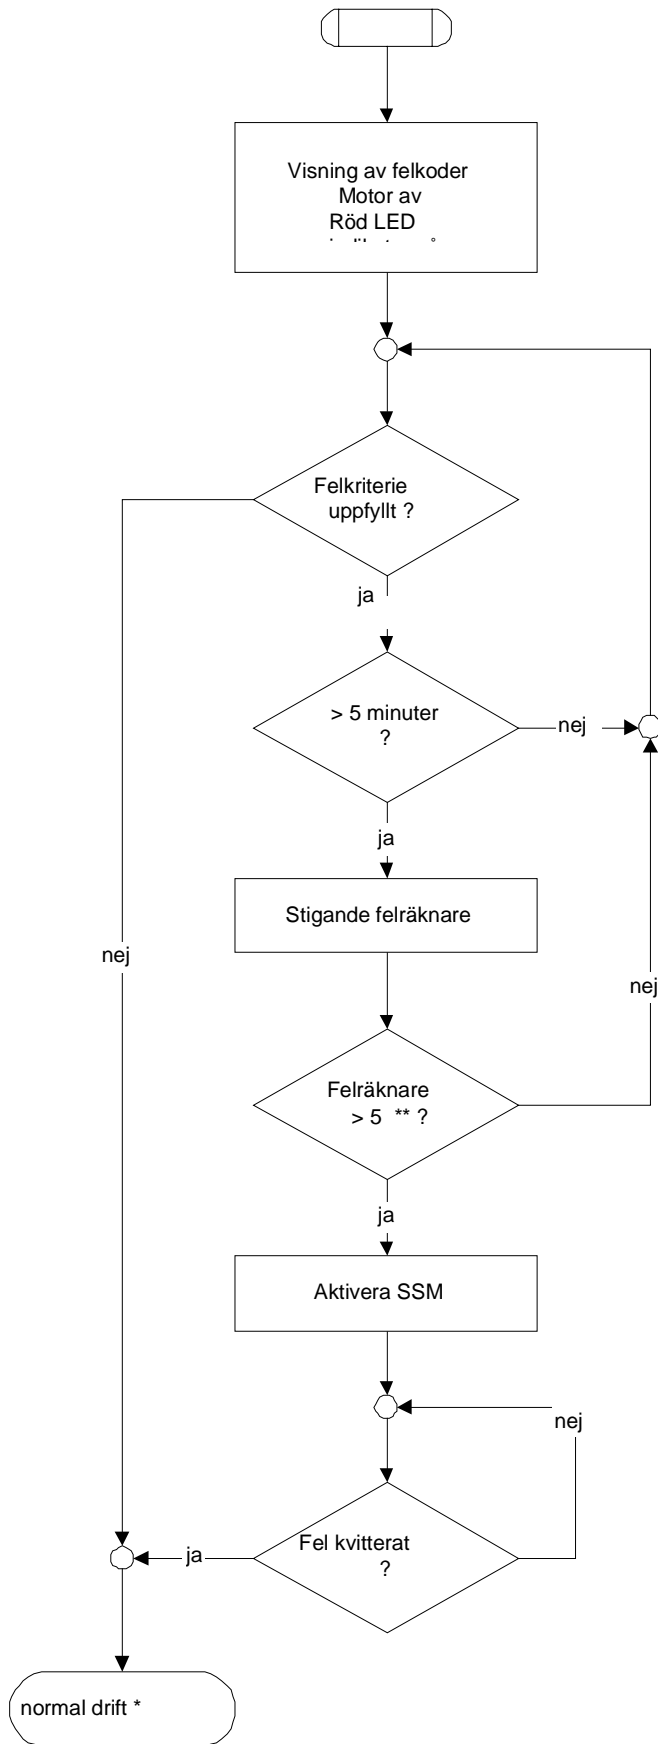 Visning av felkoder
Motor av
Röd LED
Felkriterie
uppfyllt ?
ja
> 5 minuter
?
nej
ja
Stigande felräknare
nej
nej
Felräknare
> 5 ** ?
ja
Aktivera SSM
nej
Fel kvitterat
?
ja
normal drift *